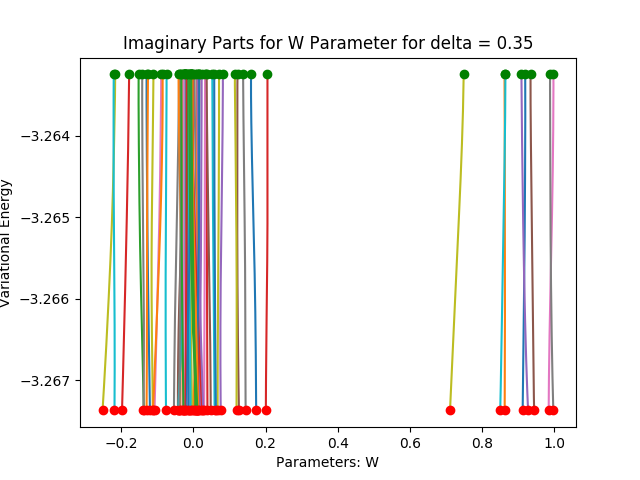 Imaginary Parts for W Parameter for delta = 0.35
Variational Energy
−3.264
−3.265
−3.266
−3.267
−0.2 0.0 0.2 0.4 0.6 0.8 1.0
Parameters: W